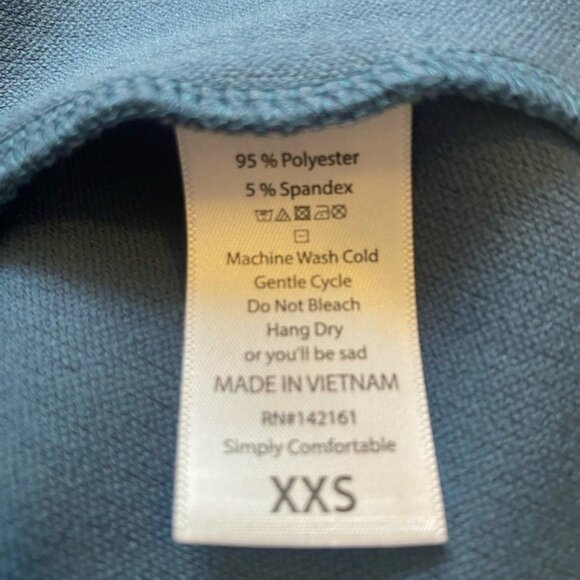 95 % Polyester
5 % Spandex
Machine Wash Cold
Gentle Cycle
Do Not Bleach
Hang Dry
or you'll be sad
MADE IN VIETNAM
RN#142161
Simply Comfortable
XXS